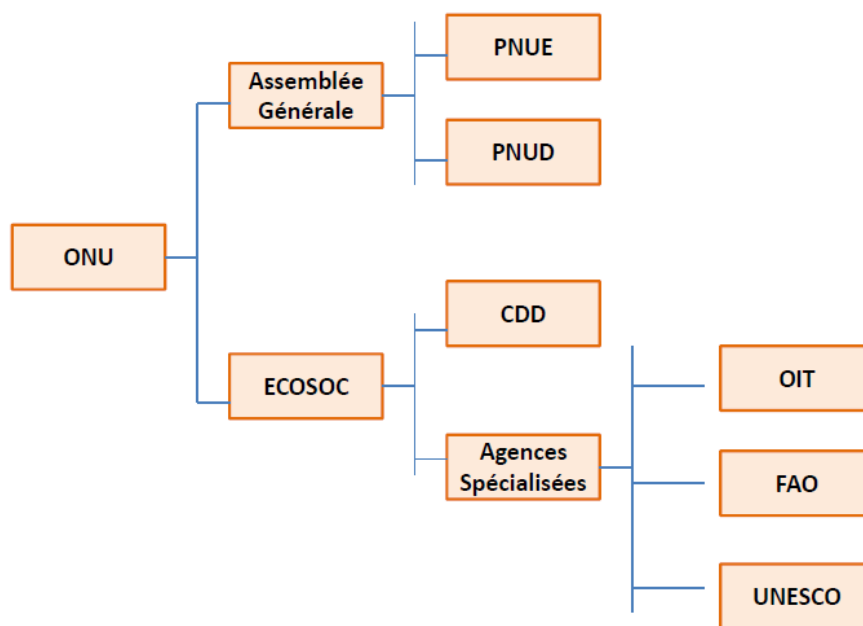 PNUE
Assemblée
Générale
PNUD
ONU
CDD
ECOSOC
OIT
Agences
Spécialisées
FAO
UNESCO